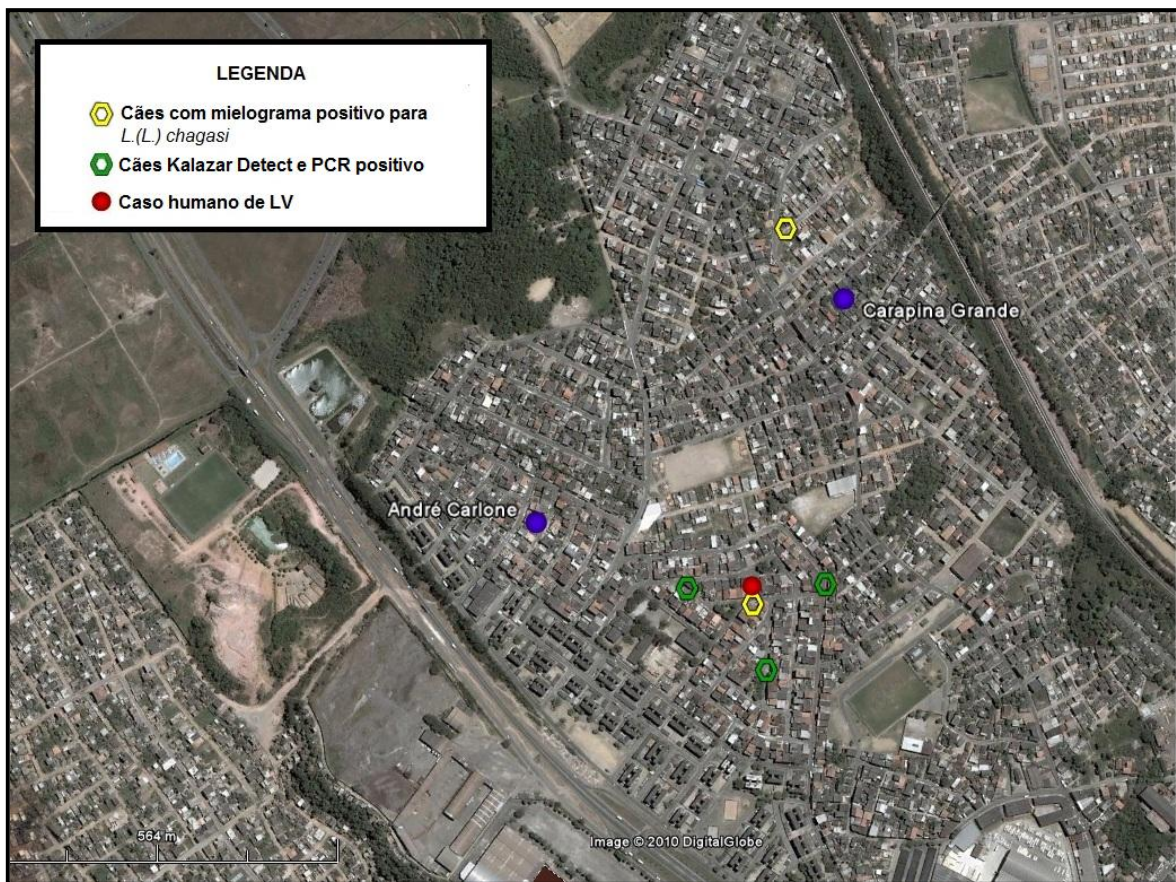 LEGENDA
Cães com mielograma positivo para
L.(L.) chagasi
Cães Kalazar Detect e PCR positivo
Caso humano de LV
Carapina Grande
André Carlone
564 m
Image © 2010 DigitalGlobe